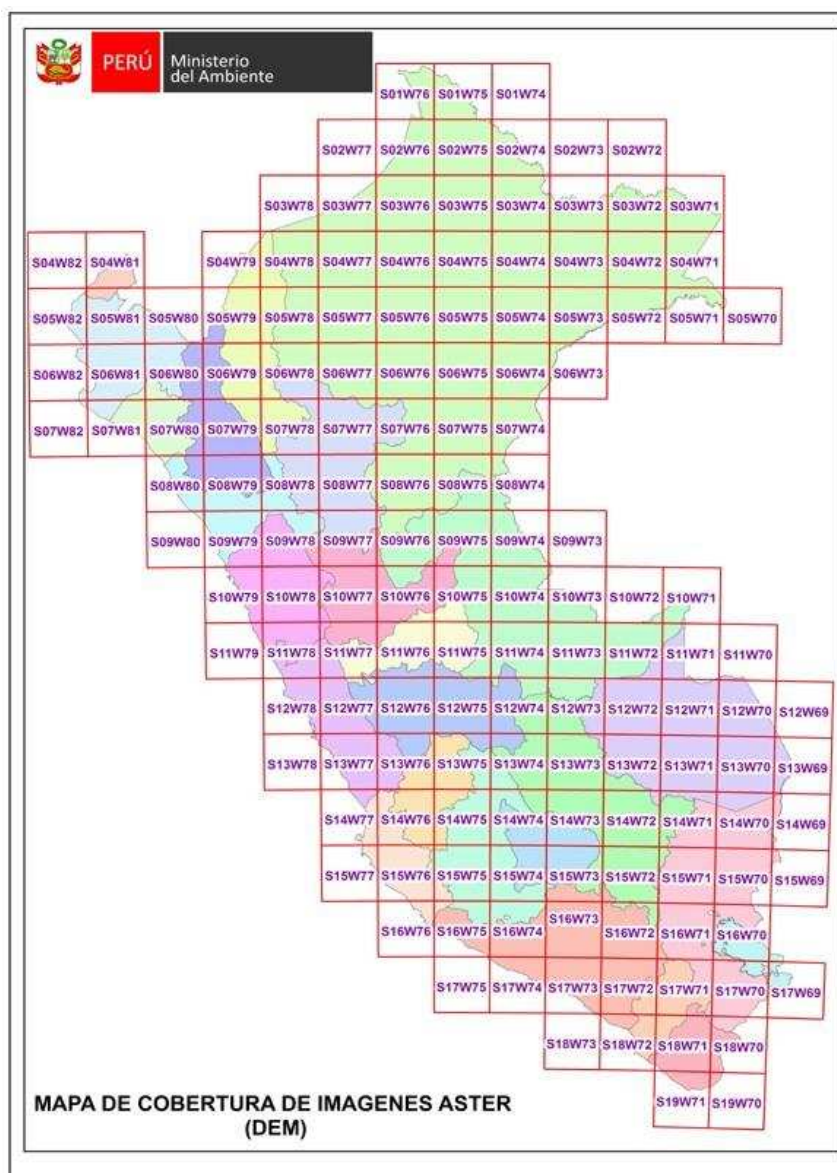 PERÚ
Ministerio
del Ambiente
S01W76 S01W75 S01W74
S02W77 S02W76 S02W75 S02W74 S02W73 S02W72
S03W78 S03W77 S03W76 S03W75 S03W74 S03W73 S03W72 S03W71
S04W82 S04W81 S04W79 S04W78 S04W77 S04W76 S04W75 S04W74 S04W73 S04W72 S04W71
S05W82 S05W81 S05W80 S05W79 S05W78 S05W77 S05W76 S05W75 S05W74 S05W73 S05W72 S05W71 S05W70
S06W82 S06W81 S06W80 S06W79 S06W78 S06W77 S06W76 S06W75 S06W74 S06W73
S07W82 S07W81 S07W80 S07W79 S07W78 S07W77 S07W76 S07W75 S07W74
S08W80 S08W79 S08W78 S08W77 S08W76 S08W75 S08W74
S09W80 S09W79 S09W78 S09W77 S09W76 S09W75 S09W74 S09W73
S10W79 S10W78 S10W77 S10W76 S10W75 S10W74 S10W73 S10W72 S10W71
S11W79 S11W78 S11W77 S11W76 S11W75 S11W74 S11W73 S11W72 S11W71 S11W70
S12W78 S12W77 S12W76 S12W75 S12W74 S12W73 S12W72 S12W71 S12W70 S12W69
S13W78 S13W77 S13W76 S13W75 S13W74 S13W73 S13W72 S13W71 S13W70 S13W69
S14W77 S14W76 S14W75 S14W74 S14W73 S14W72 S14W71 S14W70 S14W69
S15W77 S15W76 S15W75 S15W74 S15W73 S15W72 S15W71 S15W70 S15W69
S16W76 S16W75 S16W74 S16W73 S16W72 S16W71 S16W70
S17W75 S17W74 S17W73 S17W72 S17W71 S17W70 S17W69
S18W73 S18W72 S18W71 S18W70
S19W71 S19W70
MAPA DE COBERTURA DE IMAGENES ASTER
(DEM)